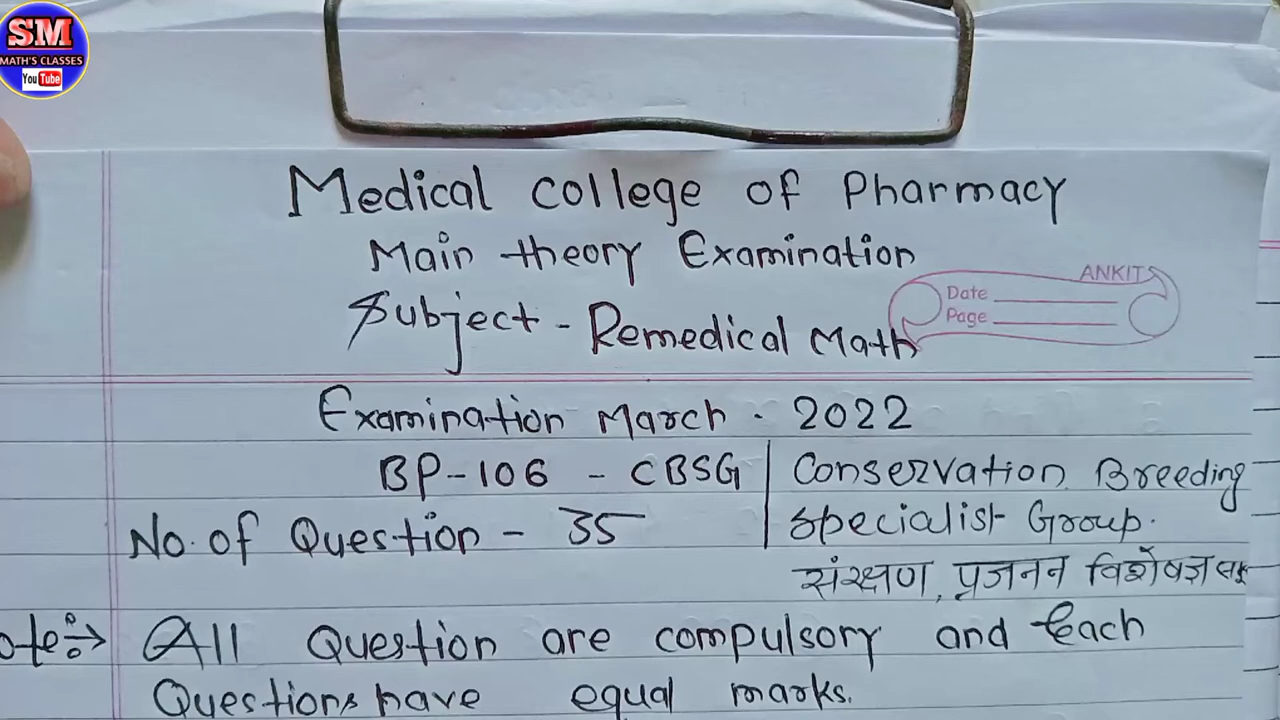 SM
MATH'S CLASSES
YouTube
Medical college of Pharmacy
Main theory Examination
ANKIT
Date
Page
Subject - Remedical Math
Examination March - 2022
BP-106 - CBSG | Conservation Breeding
No. of Question - 35 | Specialist Group.
संरक्षण, प्रजनन विशेषज्ञ
ote:→ All Question are compulsory and Each
Questions have equal marks.